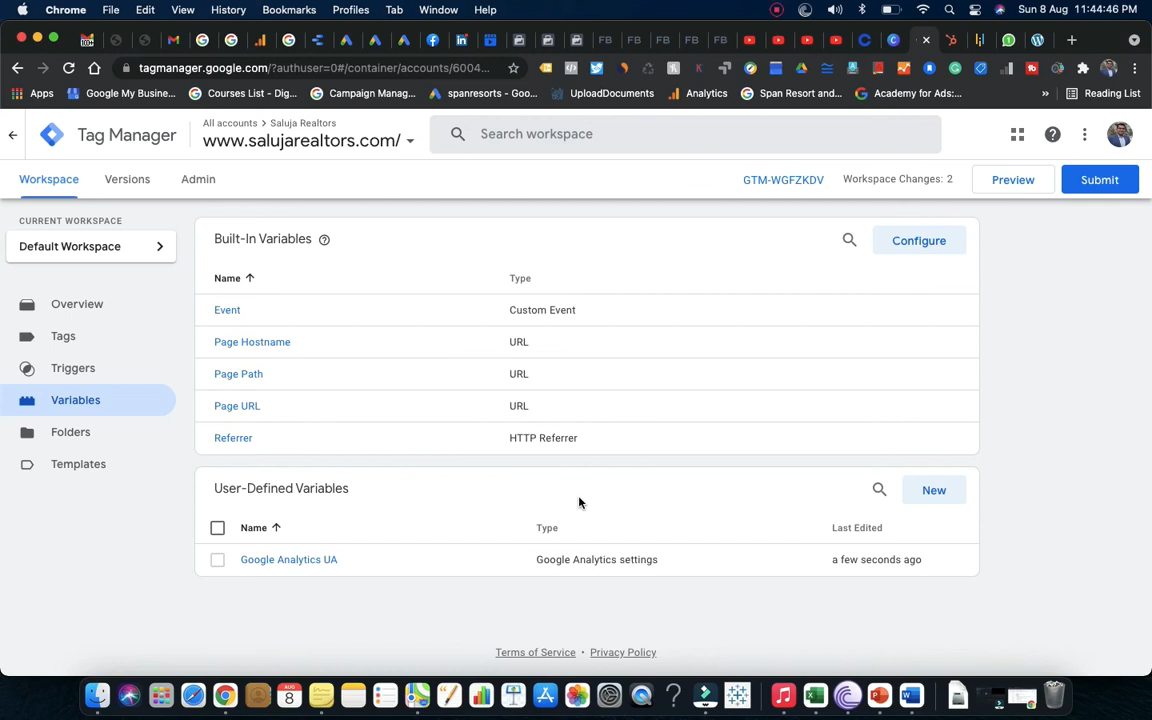 Chrome File Edit View History Bookmarks Profiles Tab Window Help Sun 8 Aug 11:44:46 PM
tagmanager.google.com/?authuser=0#/container/accounts/6004...
Apps Google My Busine... Courses List - Dig... Campaign Manag... spanresorts - Goo... UploadDocuments Analytics Span Resort and... Academy for Ads:... » Reading List
All accounts > Saluja Realtors
Tag Manager www.salujarealtors.com/ Search workspace
Workspace Versions Admin GTM-WGFZKDV Workspace Changes: 2 Preview Submit
CURRENT WORKSPACE
Default Workspace
Overview
Tags
Triggers
Variables
Folders
Templates
Built-In Variables Configure
Name Type
Event Custom Event
Page Hostname URL
Page Path URL
Page URL URL
Referrer HTTP Referrer
User-Defined Variables New
Name Type Last Edited
Google Analytics UA Google Analytics settings a few seconds ago
Terms of Service · Privacy Policy